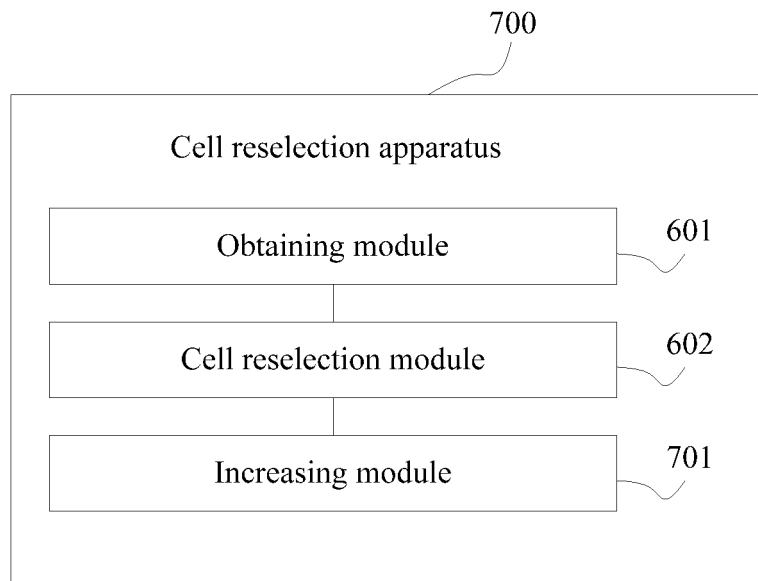 700
Cell reselection apparatus
Obtaining module
601
Cell reselection module
602
Increasing module
701